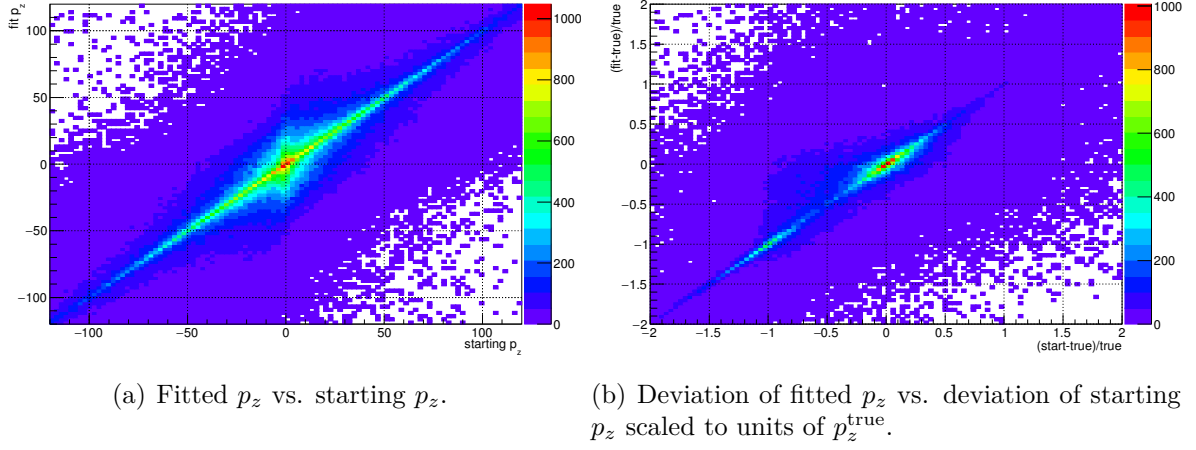 fit p_z
100
50
0
−50
−100
−100 −50 0 50 100
starting p_z
1000
800
600
400
200
0
(fit-true)/true
2
1.5
1
0.5
0
−0.5
−1
−1.5
−2
−2 −1.5 −1 −0.5 0 0.5 1 1.5 2
(start-true)/true
1000
800
600
400
200
0
(a) Fitted p_z vs. starting p_z.
(b) Deviation of fitted p_z vs. deviation of starting
p_z scaled to units of p_z^true.